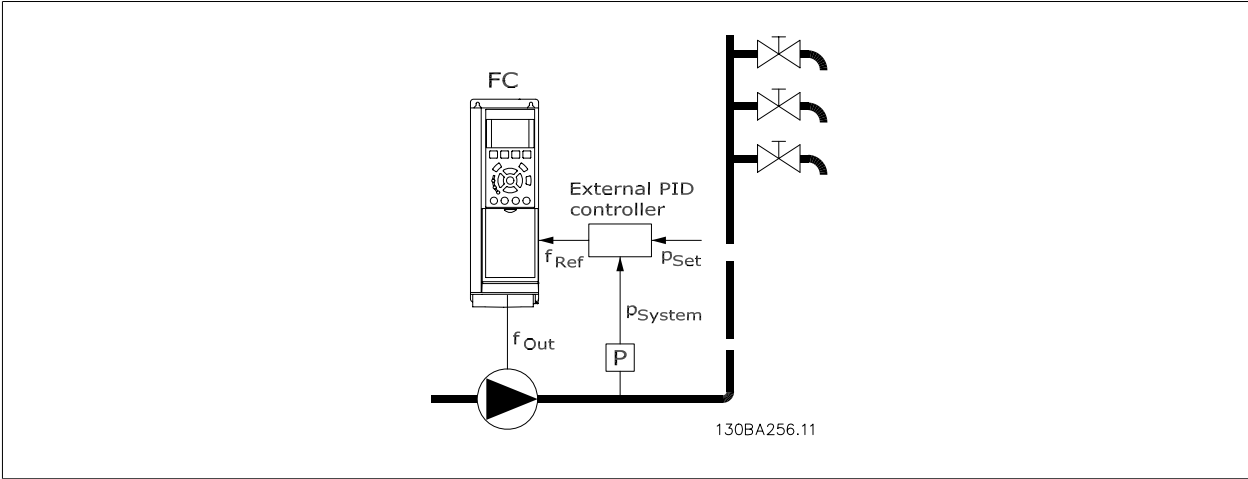 FC
External PID
controller
fRef
pSet
pSystem
fOut
P
130BA256.11